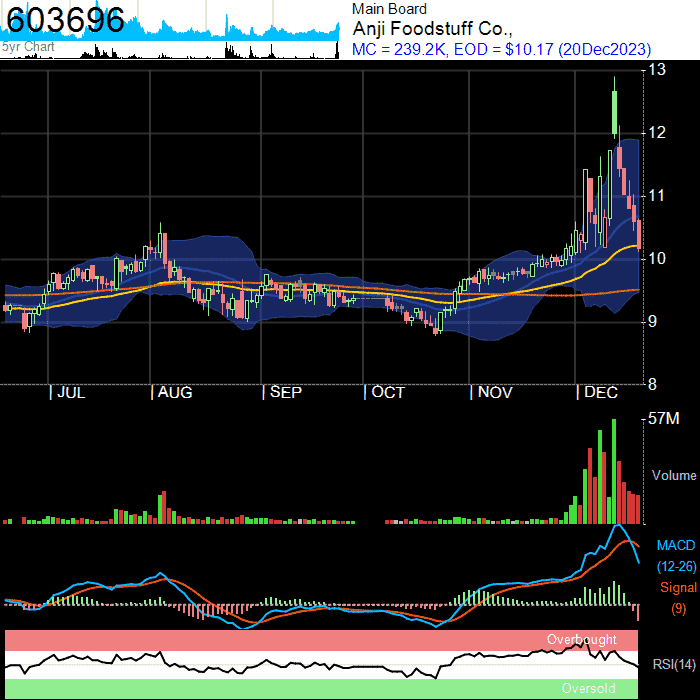 603696
5yr Chart
Main Board
Anji Foodstuff Co.,
MC = 239.2K, EOD = $10.17 (20Dec2023)
13
12
11
10
9
8
| JUL | AUG | SEP | OCT | NOV | DEC
57M
Volume
MACD
(12-26)
Signal
(9)
Overbought
RSI(14)
Oversold